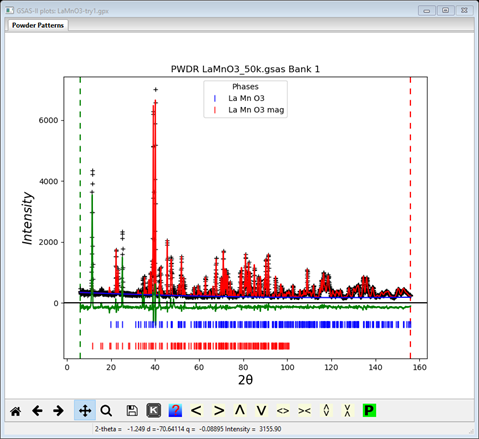 GSAS-II plots: LaMnO3-try1.gpx
Powder Patterns
PWDR LaMnO3_50k.gsas Bank 1
Phases
La Mn O3
La Mn O3 mag
6000
4000
2000
0
Intensity
0 20 40 60 80 100 120 140 160
2θ
K ? < > Λ V <> >< P
2-theta = -1.249 d =-70.64114 q = -0.08895 Intensity = 3155.90